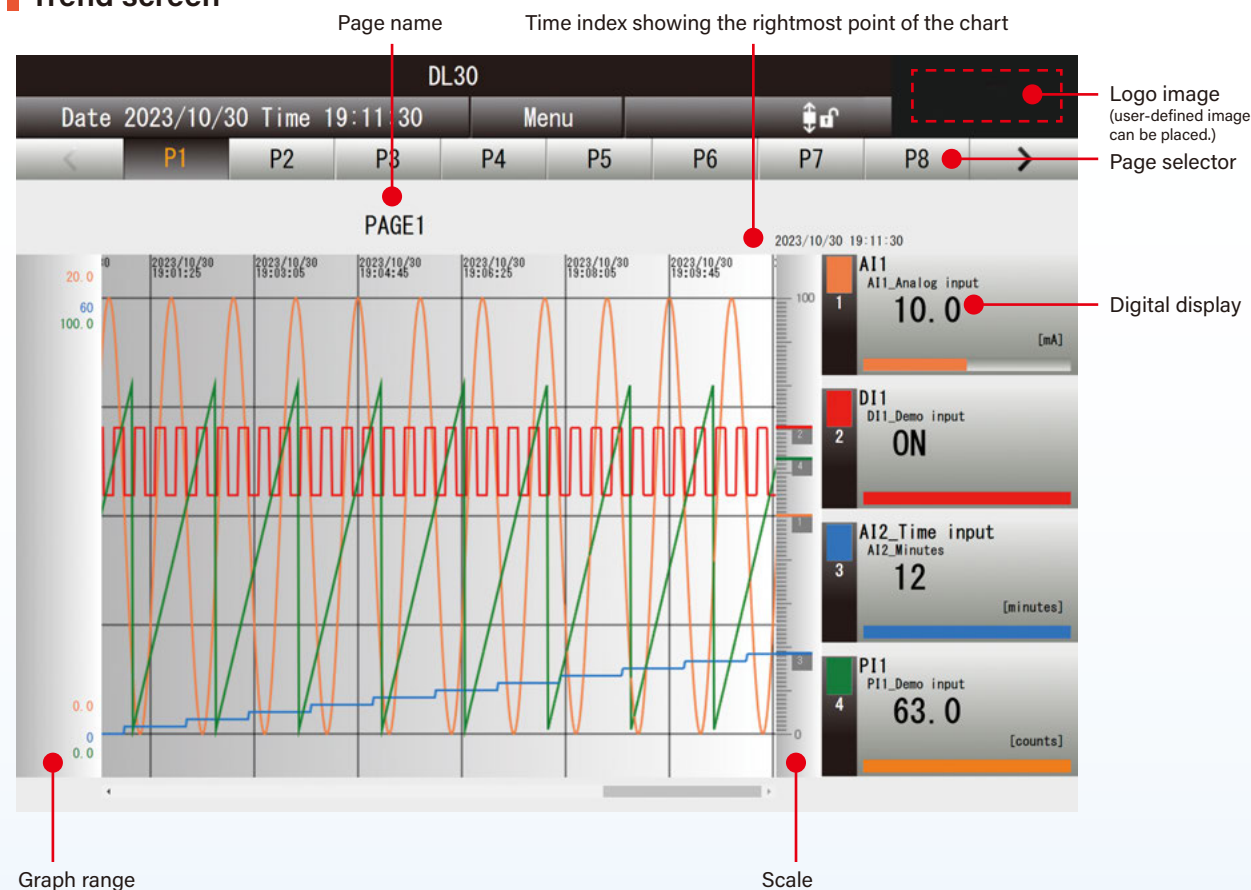 Trend screen
Page name
Time index showing the rightmost point of the chart
DL30
Logo image
(user-defined image
can be placed.)
Date 2023/10/30 Time 19:11:30
Menu
P1 P2 P3 P4 P5 P6 P7 P8
Page selector
PAGE1
2023/10/30 19:11:30
2023/10/30 2023/10/30 2023/10/30 2023/10/30 2023/10/30 2023/10/30
19:01:25 19:03:05 19:04:45 19:06:25 19:08:05 19:09:45
20.0
60
100.0
100
2
4
1
3
0.0
0
0.0
0
1
AI1
AI1_Analog input
10.0
[mA]
Digital display
2
DI1
DI1_Demo input
ON
3
AI2_Time input
AI2_Minutes
12
[minutes]
4
PI1
PI1_Demo input
63.0
[counts]
Graph range
Scale